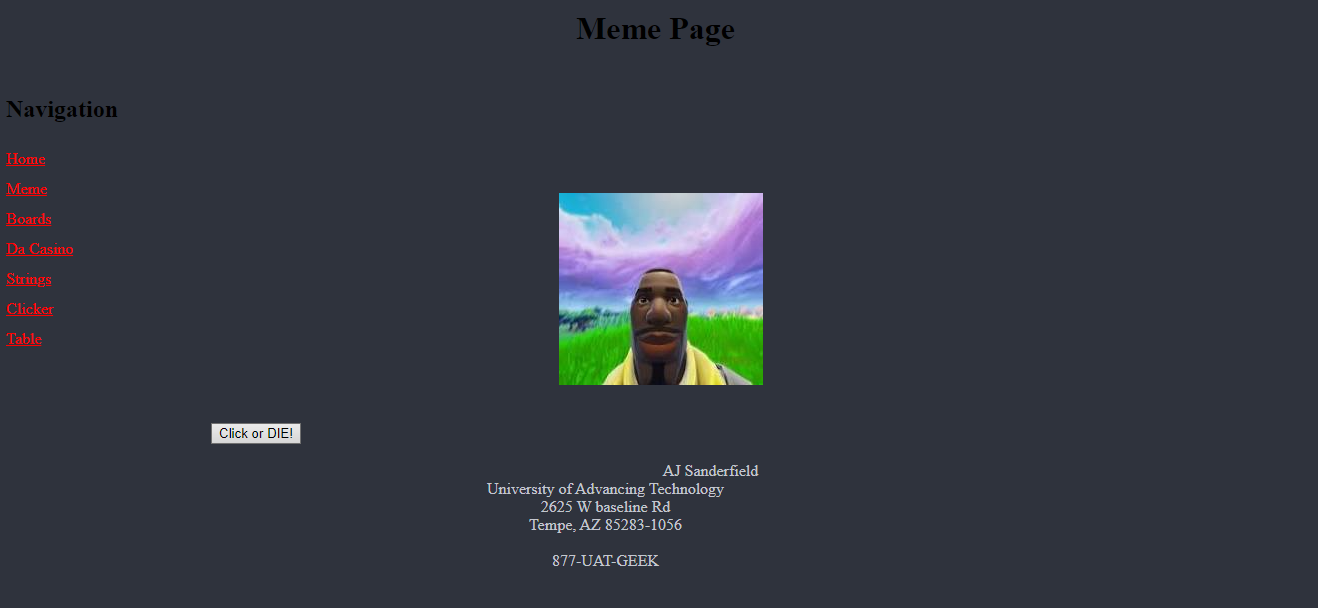 Meme Page
Navigation
Home
Meme
Boards
Da Casino
Strings
Clicker
Table
Click or DIE!
AJ Sanderfield
University of Advancing Technology
2625 W baseline Rd
Tempe, AZ 85283-1056
877-UAT-GEEK